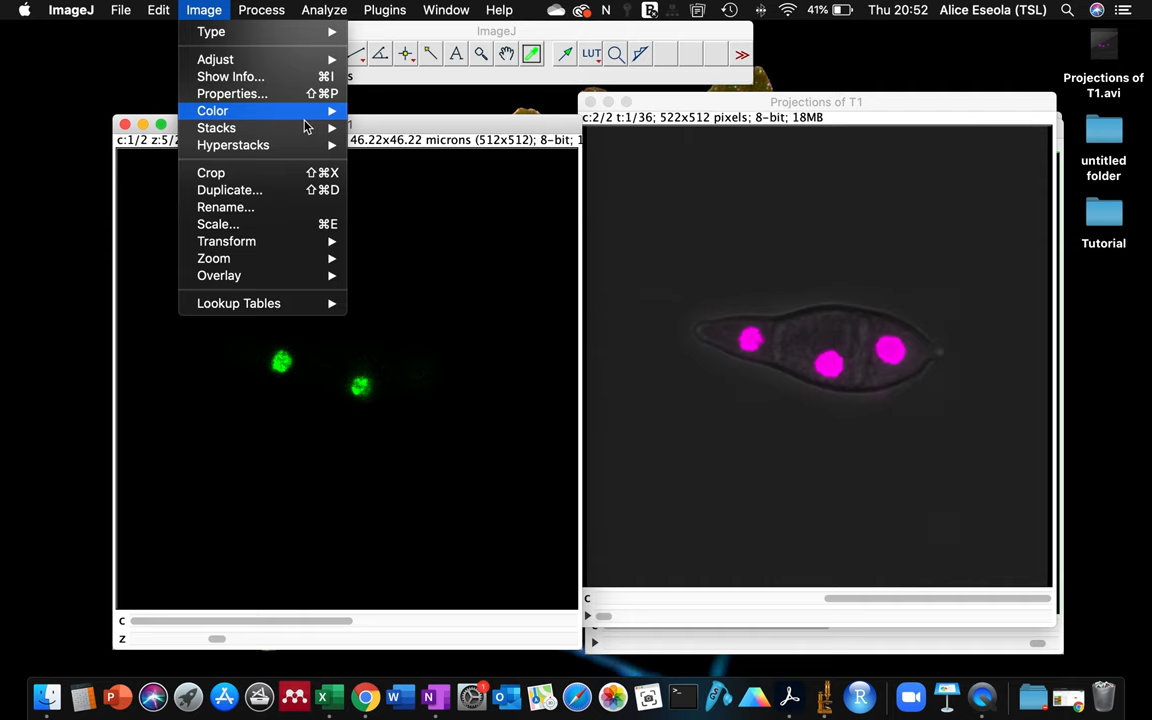 ImageJ File Edit Image Process Analyze Plugins Window Help 41% Thu 20:52 Alice Eseola (TSL)
Type
Adjust
Show Info... ⌘I
Properties... ⇧⌘P
Color
Stacks
Hyperstacks
Crop ⇧⌘X
Duplicate... ⇧⌘D
Rename...
Scale... ⌘E
Transform
Zoom
Overlay
Lookup Tables
ImageJ
A LUT
c:1/2 z:5/ 46.22x46.22 microns (512x512); 8-bit;
C
Z
Projections of T1
c:2/2 t:1/36; 522x512 pixels; 8-bit; 18MB
C
Projections of
T1.avi
untitled
folder
Tutorial